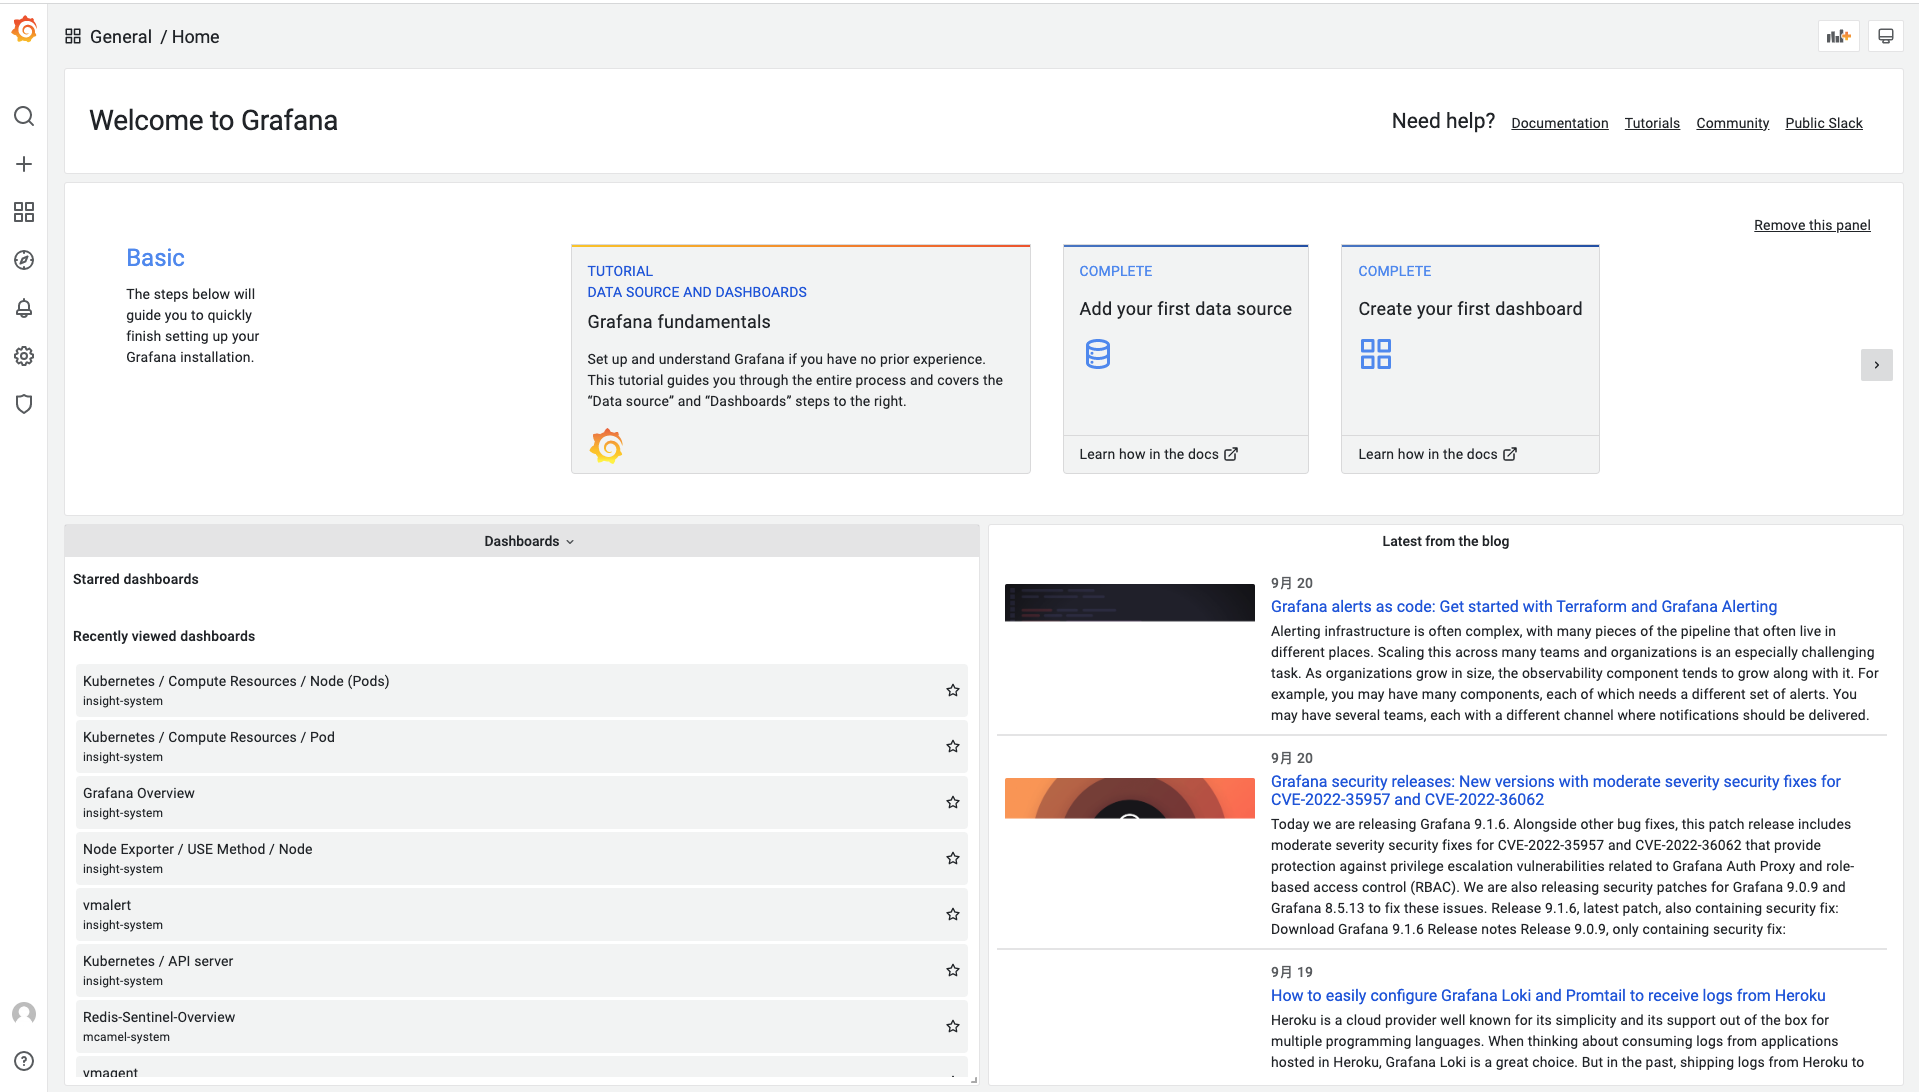 General / Home
Welcome to Grafana
Need help? Documentation Tutorials Community Public Slack
Remove this panel
Basic
The steps below will
guide you to quickly
finish setting up your
Grafana installation.
TUTORIAL
DATA SOURCE AND DASHBOARDS
Grafana fundamentals
Set up and understand Grafana if you have no prior experience.
This tutorial guides you through the entire process and covers the
“Data source” and “Dashboards” steps to the right.
COMPLETE
Add your first data source
Learn how in the docs
COMPLETE
Create your first dashboard
Learn how in the docs
Dashboards
Starred dashboards
Recently viewed dashboards
Kubernetes / Compute Resources / Node (Pods)
insight-system
Kubernetes / Compute Resources / Pod
insight-system
Grafana Overview
insight-system
Node Exporter / USE Method / Node
insight-system
vmalert
insight-system
Kubernetes / API server
insight-system
Redis-Sentinel-Overview
mcamel-system
vmagent
Latest from the blog
9月 20
Grafana alerts as code: Get started with Terraform and Grafana Alerting
Alerting infrastructure is often complex, with many pieces of the pipeline that often live in
different places. Scaling this across many teams and organizations is an especially challenging
task. As organizations grow in size, the observability component tends to grow along with it. For
example, you may have many components, each of which needs a different set of alerts. You
may have several teams, each with a different channel where notifications should be delivered.
9月 20
Grafana security releases: New versions with moderate severity security fixes for
CVE-2022-35957 and CVE-2022-36062
Today we are releasing Grafana 9.1.6. Alongside other bug fixes, this patch release includes
moderate severity security fixes for CVE-2022-35957 and CVE-2022-36062 that provide
protection against privilege escalation vulnerabilities related to Grafana Auth Proxy and role-
based access control (RBAC). We are also releasing security patches for Grafana 9.0.9 and
Grafana 8.5.13 to fix these issues. Release 9.1.6, latest patch, also containing security fix:
Download Grafana 9.1.6 Release notes Release 9.0.9, only containing security fix:
9月 19
How to easily configure Grafana Loki and Promtail to receive logs from Heroku
Heroku is a cloud provider well known for its simplicity and its support out of the box for
multiple programming languages. When thinking about consuming logs from applications
hosted in Heroku, Grafana Loki is a great choice. But in the past, shipping logs from Heroku to